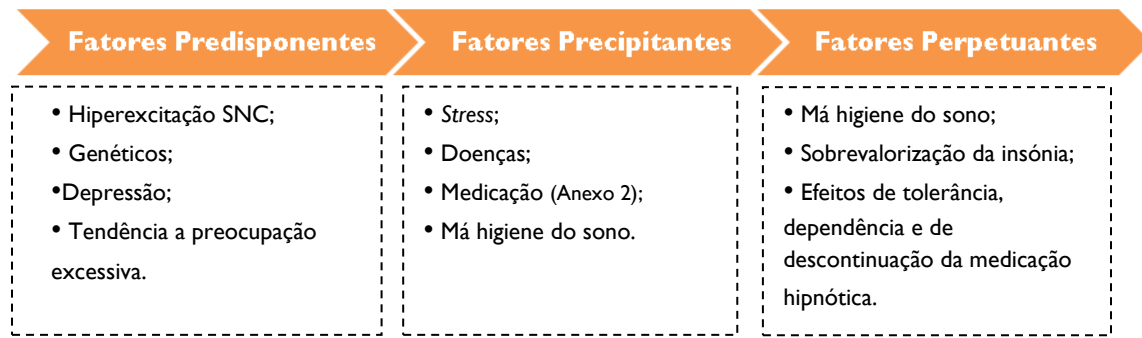 Fatores Predisponentes
Fatores Precipitantes
Fatores Perpetuantes
• Hiperexcitação SNC;
• Genéticos;
•Depressão;
• Tendência a preocupação
excessiva.
• Stress;
• Doenças;
• Medicação (Anexo 2);
• Má higiene do sono.
• Má higiene do sono;
• Sobrevalorização da insónia;
• Efeitos de tolerância,
dependência e de
descontinuação da medicação
hipnótica.